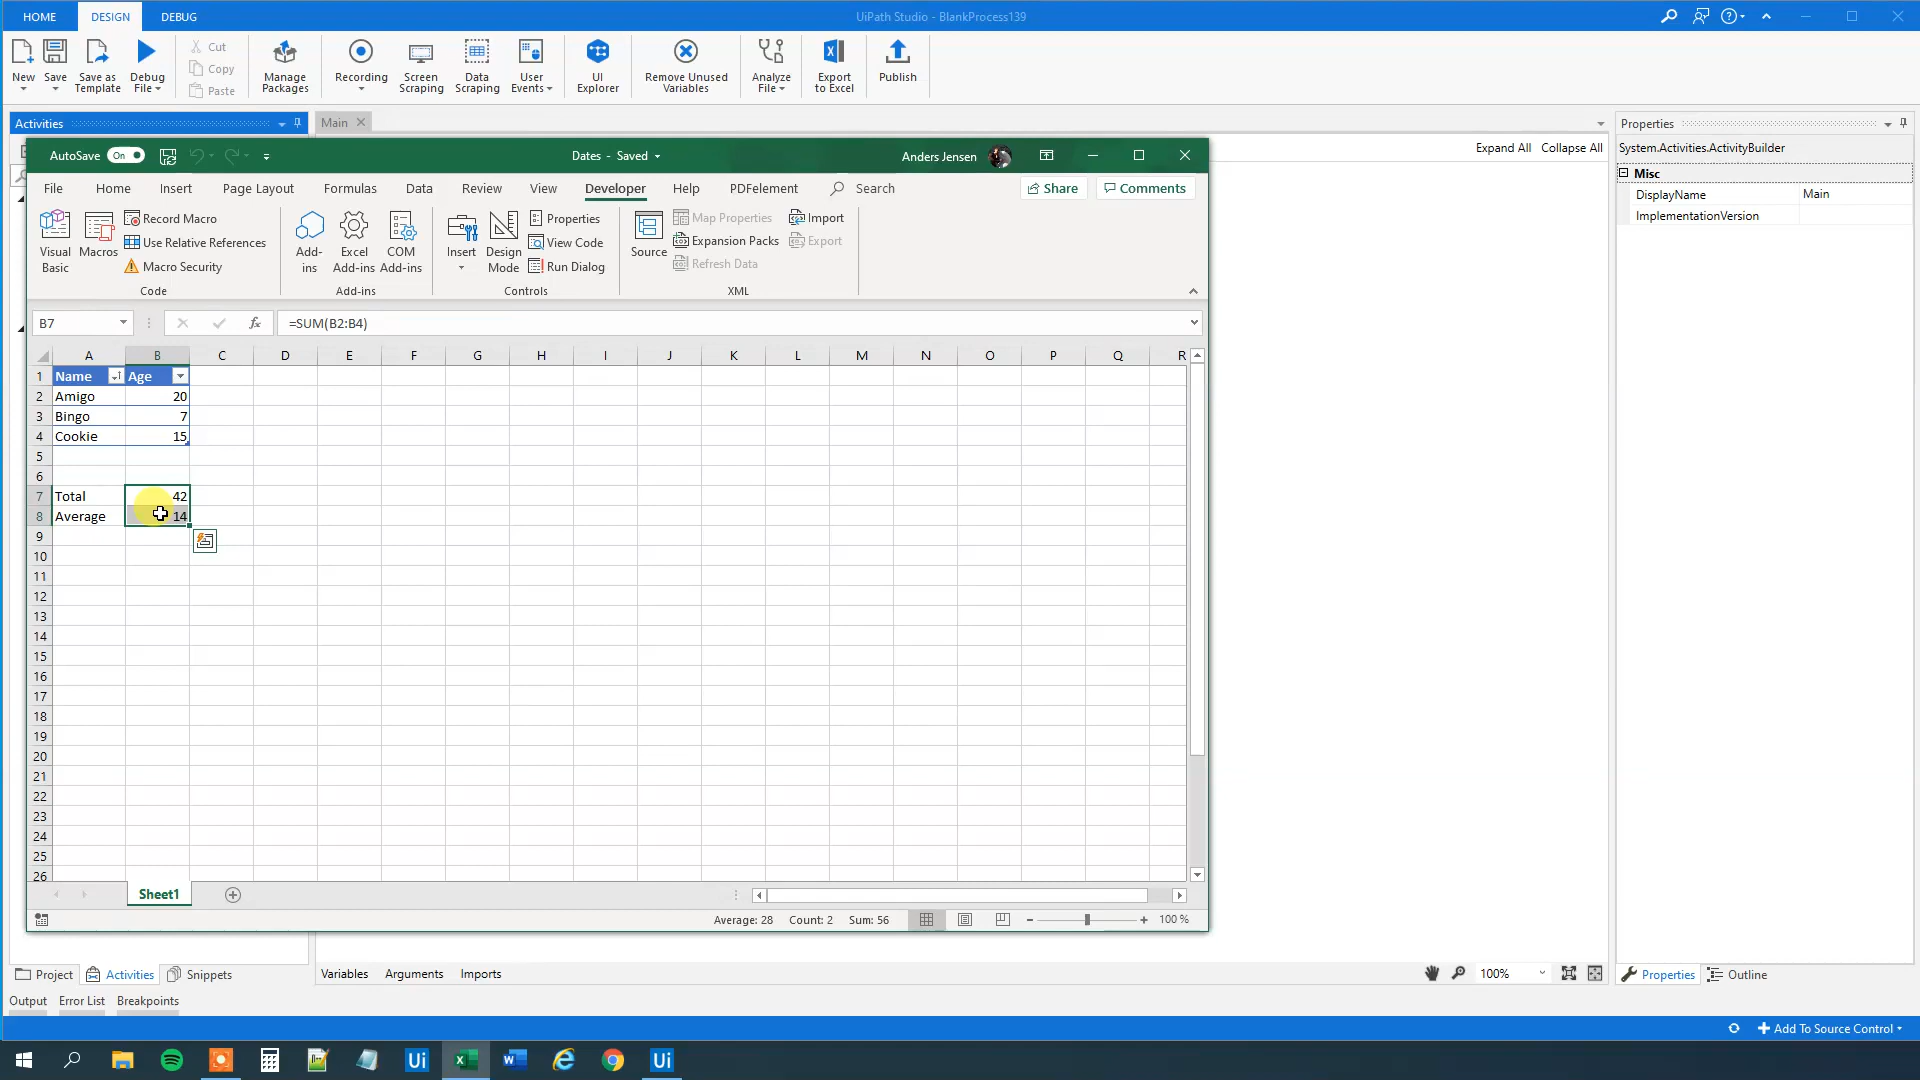 HOME DESIGN DEBUG UiPath Studio - BlankProcess139
New Save Save as Template Debug File Cut Copy Paste Manage Packages Recording Screen Scraping Data Scraping User Events UI Explorer Remove Unused Variables Analyze File Export to Excel Publish
Activities Main Properties
Expand All Collapse All System.Activities.ActivityBuilder
Misc
DisplayName Main
ImplementationVersion
AutoSave On Dates - Saved Anders Jensen
File Home Insert Page Layout Formulas Data Review View Developer Help PDFelement Search Share Comments
Visual Basic Macros Record Macro Use Relative References Macro Security
Add-ins Excel Add-ins COM Add-ins
Insert Design Mode Properties View Code Run Dialog
Source Map Properties Expansion Packs Refresh Data Import Export
Code Add-ins Controls XML
B7 fx =SUM(B2:B4)
A B C D E F G H I J K L M N O P Q R
1 Name Age
2 Amigo 20
3 Bingo 7
4 Cookie 15
5
6
7 Total 42
8 Average 14
9
10
11
12
13
14
15
16
17
18
19
20
21
22
23
24
25
26
Sheet1
Average: 28 Count: 2 Sum: 56 100 %
Project Activities Snippets Variables Arguments Imports 100% Properties Outline
Output Error List Breakpoints
Add To Source Control
Ui Ui